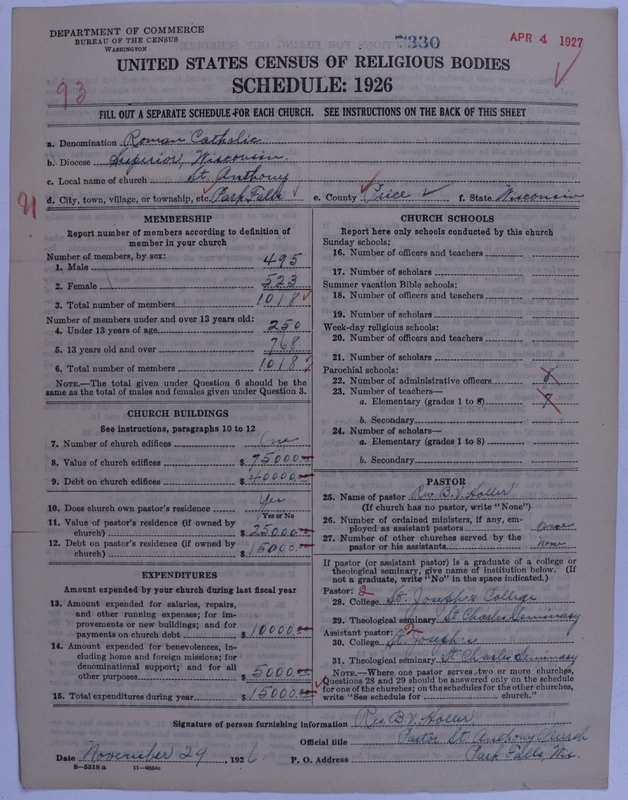 DEPARTMENT OF COMMERCE
BUREAU OF THE CENSUS
WASHINGTON
7330
APR 4 1927
UNITED STATES CENSUS OF RELIGIOUS BODIES
SCHEDULE: 1926
93
FILL OUT A SEPARATE SCHEDULE FOR EACH CHURCH. SEE INSTRUCTIONS ON THE BACK OF THIS SHEET
a. Denomination Roman Catholic
b. Diocese Superior, Wisconsin.
c. Local name of church St. Anthony
d. City, town, village, or township, etc. Park Falls e. County Price f. State Wisconsin
MEMBERSHIP
Report number of members according to definition of
member in your church
Number of members, by sex:
1. Male 495
2. Female 523
3. Total number of members 1018
Number of members under and over 13 years old:
4. Under 13 years of age 250
5. 13 years old and over 768
6. Total number of members 1018
NOTE.—The total given under Question 6 should be the
same as the total of males and females given under Question 3.
CHURCH BUILDINGS
See instructions, paragraphs 10 to 12
7. Number of church edifices One
8. Value of church edifices $ 75000.00
9. Debt on church edifices $ 40000.00
10. Does church own pastor's residence Yes
Yes or No
11. Value of pastor's residence (if owned by
church) $ 25000.00
12. Debt on pastor's residence (if owned by
church) $ 15000.00
EXPENDITURES
Amount expended by your church during last fiscal year
13. Amount expended for salaries, repairs,
and other running expenses; for im-
provements or new buildings; and for
payments on church debt $ 10000.00
14. Amount expended for benevolences, in-
cluding home and foreign missions; for
denominational support; and for all
other purposes $ 5000.00
15. Total expenditures during year $ 15000.00
CHURCH SCHOOLS
Report here only schools conducted by this church
Sunday schools:
16. Number of officers and teachers
17. Number of scholars
Summer vacation Bible schools:
18. Number of officers and teachers
19. Number of scholars
Week-day religious schools:
20. Number of officers and teachers
21. Number of scholars
Parochial schools:
22. Number of administrative officers 8
23. Number of teachers—
a. Elementary (grades 1 to 8) 7
b. Secondary
24. Number of scholars—
a. Elementary (grades 1 to 8)
b. Secondary
PASTOR
25. Name of pastor Rev B.V. Holler
(If church has no pastor, write "None")
26. Number of ordained ministers, if any, em-
ployed as assistant pastors One
27. Number of other churches served by the
pastor or his assistants None
If pastor (or assistant pastor) is a graduate of a college or
theological seminary, give name of institution below. (If
not a graduate, write "No" in the space indicated.)
Pastor: 2
28. College St. Joseph's College
29. Theological seminary St Charles Seminary
Assistant pastor: 2
30. College St Joseph's
31. Theological seminary St. Charles Seminary
NOTE.—Where one pastor served two or more churches,
Questions 28 and 29 should be answered only on the schedule
for one of the churches; on the schedules for the other churches,
write "See schedule for church."
Signature of person furnishing information Rev. B.V. Holler
Official title Pastor St. Anthony Church
Date November 29, 1926 P. O. Address Park Falls, Wis.
8—5518 a 11—9554c